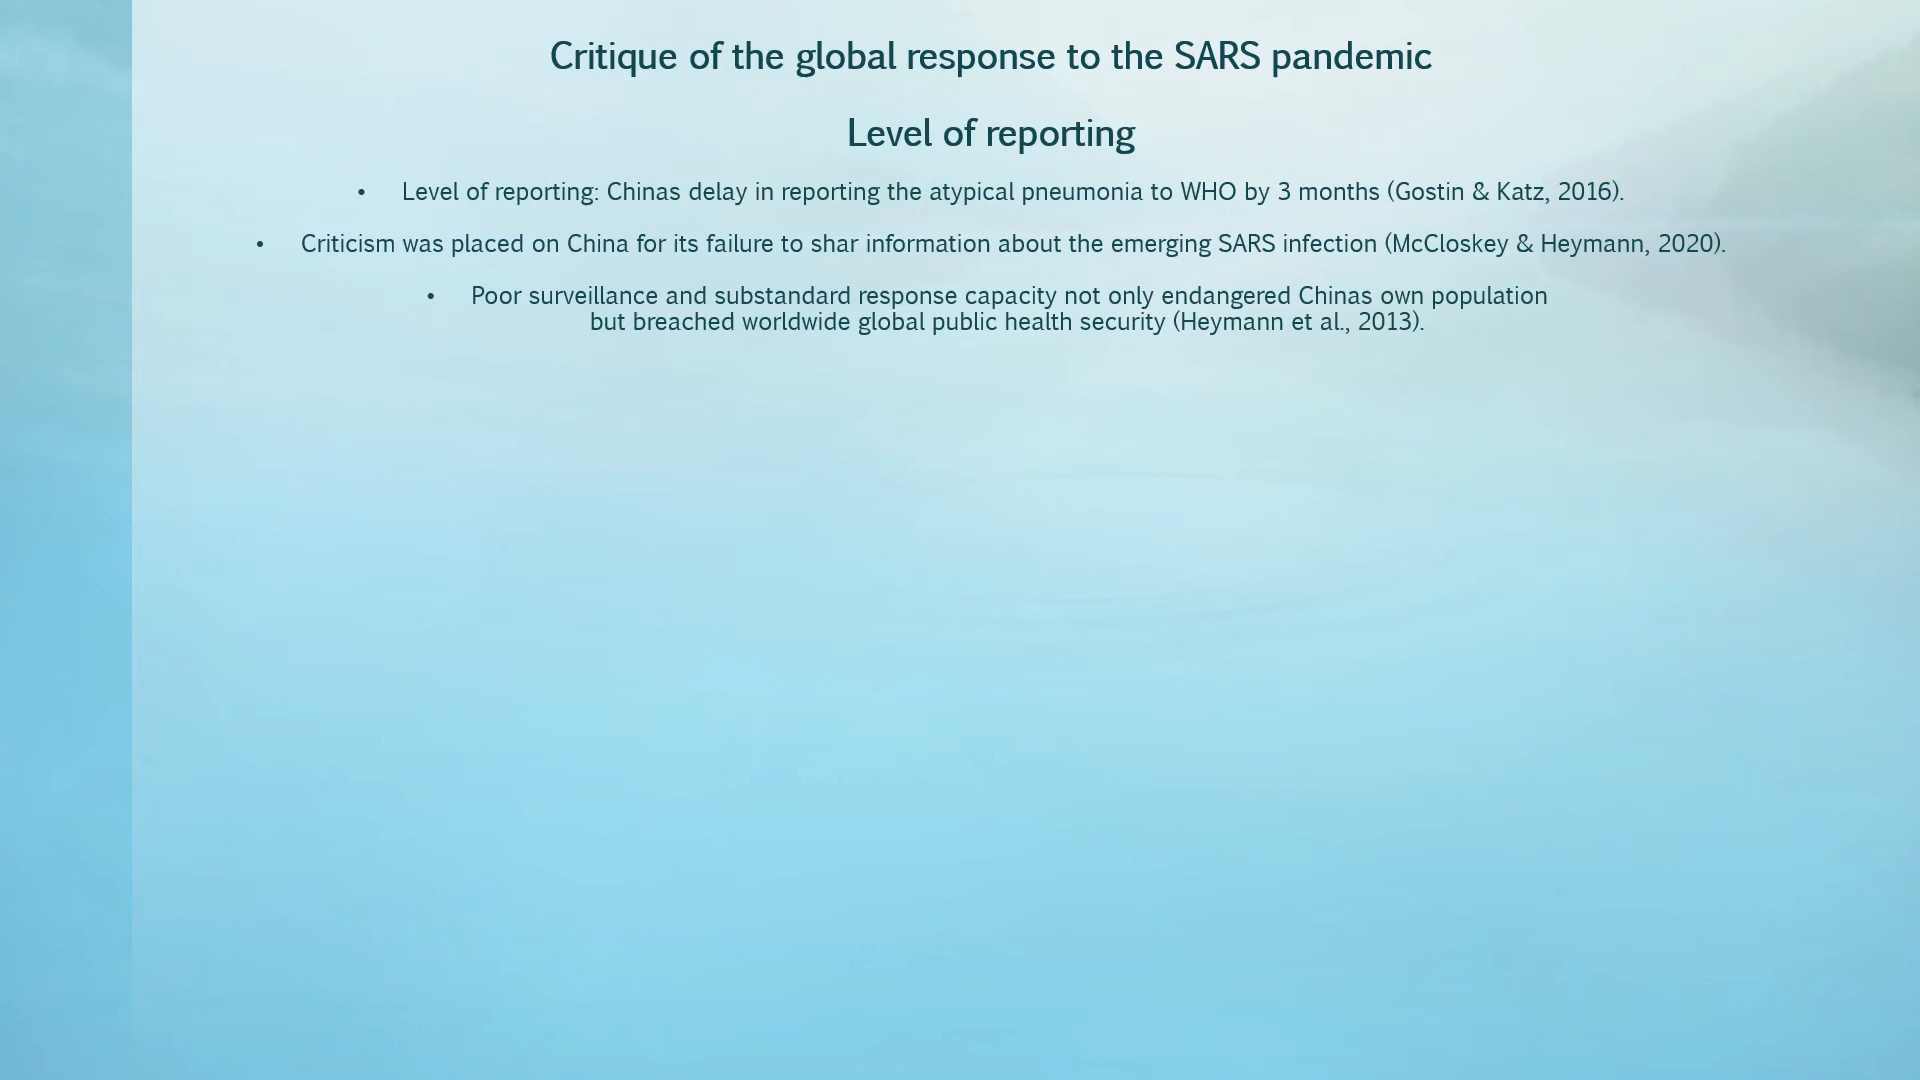 Critique of the global response to the SARS pandemic
Level of reporting
• Level of reporting: Chinas delay in reporting the atypical pneumonia to WHO by 3 months (Gostin & Katz, 2016).
• Criticism was placed on China for its failure to shar information about the emerging SARS infection (McCloskey & Heymann, 2020).
• Poor surveillance and substandard response capacity not only endangered Chinas own population
but breached worldwide global public health security (Heymann et al., 2013).